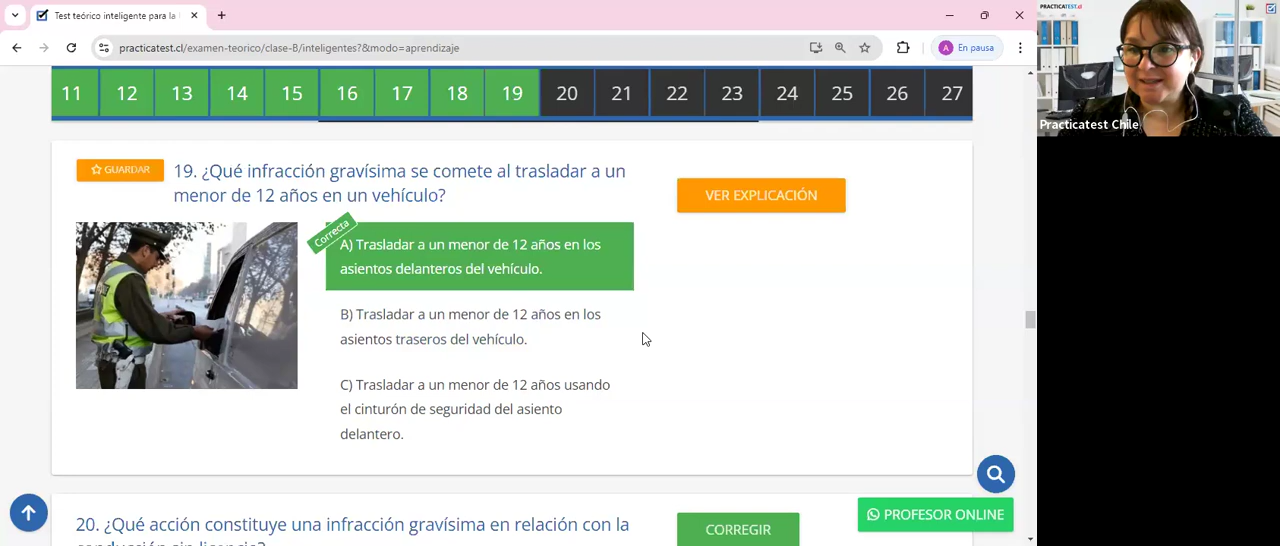 Test teórico inteligente para la
practicatest.cl/examen-teorico/clase-B/inteligentes?&modo=aprendizaje
A
En pausa
PRACTICATEST.cl
Practicatest Chile
11 12 13 14 15 16 17 18 19 20 21 22 23 24 25 26 27
GUARDAR
19. ¿Qué infracción gravísima se comete al trasladar a un
menor de 12 años en un vehículo?
VER EXPLICACIÓN
Correcta
A) Trasladar a un menor de 12 años en los
asientos delanteros del vehículo.
B) Trasladar a un menor de 12 años en los
asientos traseros del vehículo.
C) Trasladar a un menor de 12 años usando
el cinturón de seguridad del asiento
delantero.
PROFESOR ONLINE
20. ¿Qué acción constituye una infracción gravísima en relación con la
conducción sin licencia?
CORREGIR